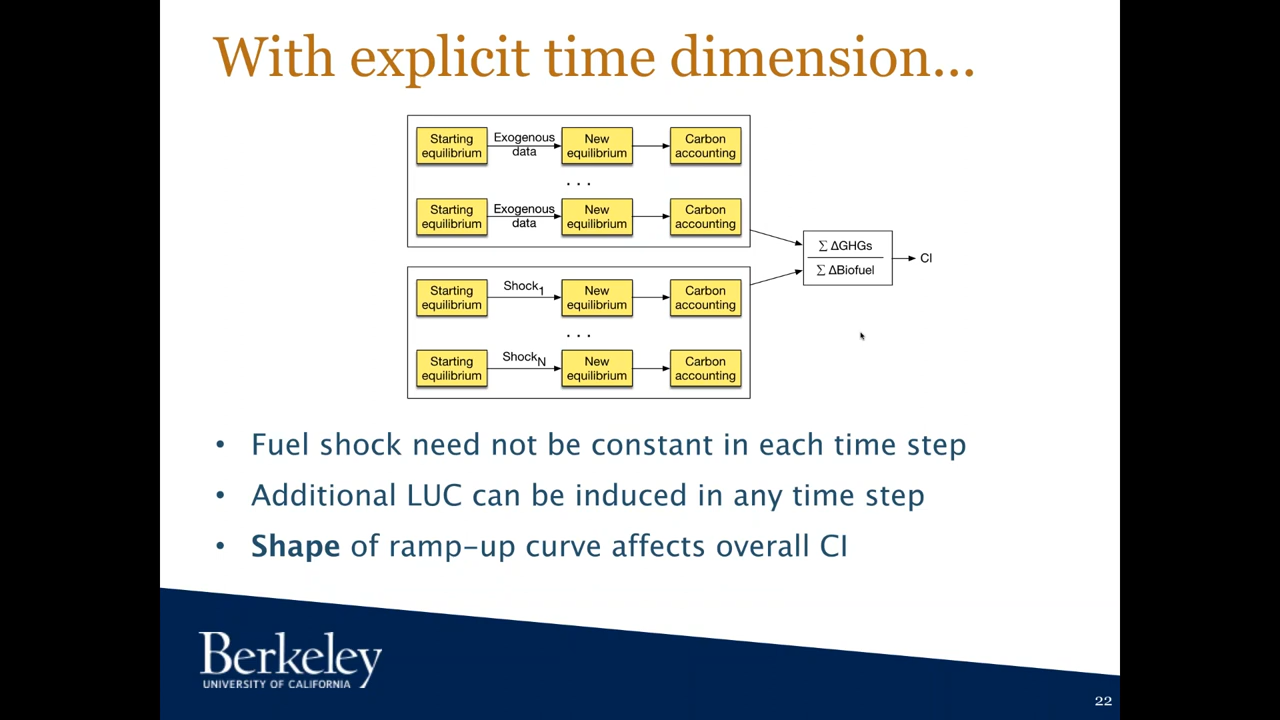 With explicit time dimension...
Starting equilibrium
Exogenous data
New equilibrium
Carbon accounting
. . .
Starting equilibrium
Exogenous data
New equilibrium
Carbon accounting
Starting equilibrium
Shock1
New equilibrium
Carbon accounting
. . .
Starting equilibrium
ShockN
New equilibrium
Carbon accounting
∑ ΔGHGs
∑ ΔBiofuel
CI
• Fuel shock need not be constant in each time step
• Additional LUC can be induced in any time step
• Shape of ramp-up curve affects overall CI
Berkeley
UNIVERSITY OF CALIFORNIA
22